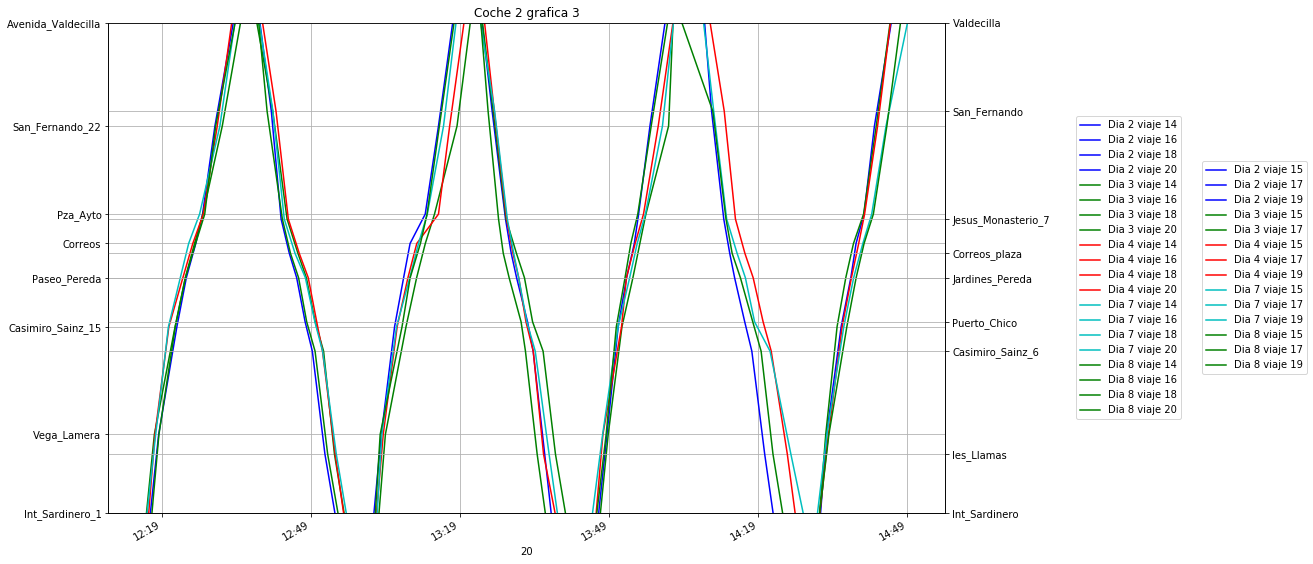 Coche 2 grafica 3
Avenida_Valdecilla
San_Fernando_22
Pza_Ayto
Correos
Paseo_Pereda
Casimiro_Sainz_15
Vega_Lamera
Int_Sardinero_1
Valdecilla
San_Fernando
Jesus_Monasterio_7
Correos_plaza
Jardines_Pereda
Puerto_Chico
Casimiro_Sainz_6
Ies_Llamas
Int_Sardinero
12:19
12:49
13:19
13:49
14:19
14:49
20
Dia 2 viaje 14
Dia 2 viaje 16
Dia 2 viaje 18
Dia 2 viaje 20
Dia 3 viaje 14
Dia 3 viaje 16
Dia 3 viaje 18
Dia 3 viaje 20
Dia 4 viaje 14
Dia 4 viaje 16
Dia 4 viaje 18
Dia 4 viaje 20
Dia 7 viaje 14
Dia 7 viaje 16
Dia 7 viaje 18
Dia 7 viaje 20
Dia 8 viaje 14
Dia 8 viaje 16
Dia 8 viaje 18
Dia 8 viaje 20
Dia 2 viaje 15
Dia 2 viaje 17
Dia 2 viaje 19
Dia 3 viaje 15
Dia 3 viaje 17
Dia 4 viaje 15
Dia 4 viaje 17
Dia 4 viaje 19
Dia 7 viaje 15
Dia 7 viaje 17
Dia 7 viaje 19
Dia 8 viaje 15
Dia 8 viaje 17
Dia 8 viaje 19